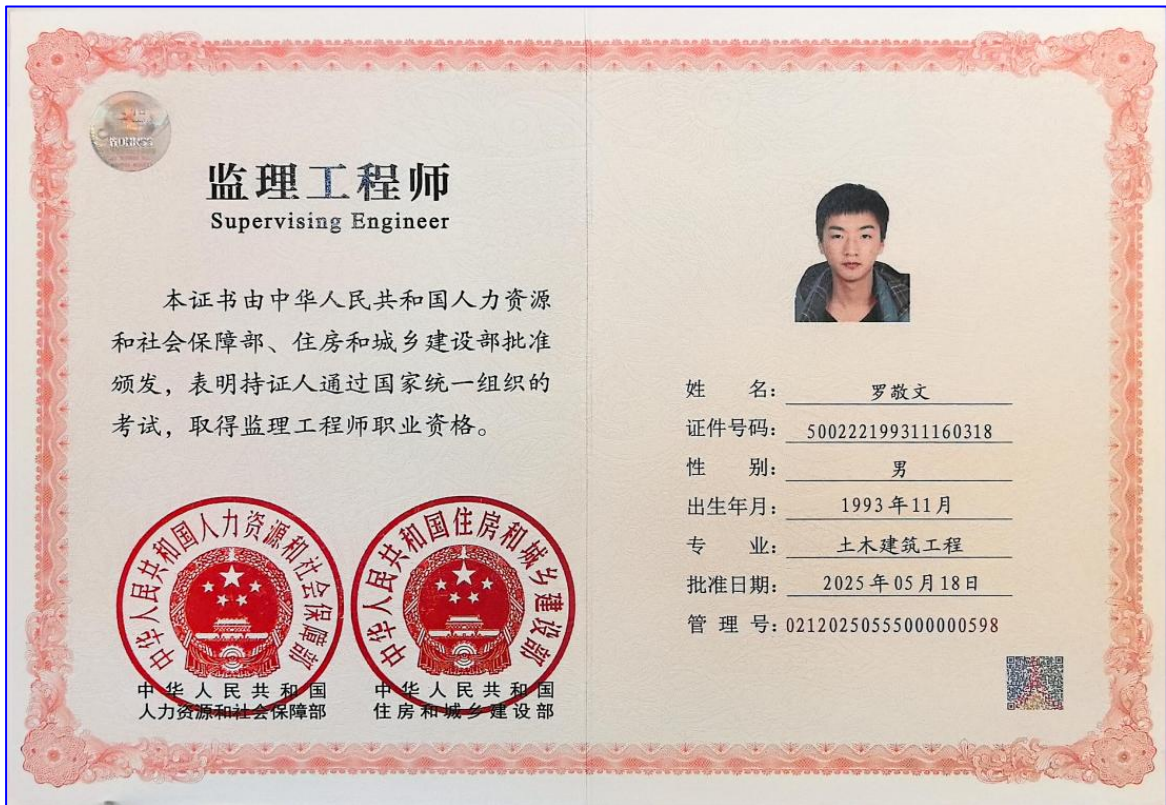 监理工程师
Supervising Engineer
本证书由中华人民共和国人力资源
和社会保障部、住房和城乡建设部批准
颁发，表明持证人通过国家统一组织的
考试，取得监理工程师职业资格。
中华人民共和国人力资源和社会保障部
中华人民共和国住房和城乡建设部
中华人民共和国
人力资源和社会保障部
中华人民共和国
住房和城乡建设部
姓 名：罗敬文
证件号码：500222199311160318
性 别：男
出生年月：1993年11月
专 业：土木建筑工程
批准日期：2025年05月18日
管 理 号：02120250555000000598